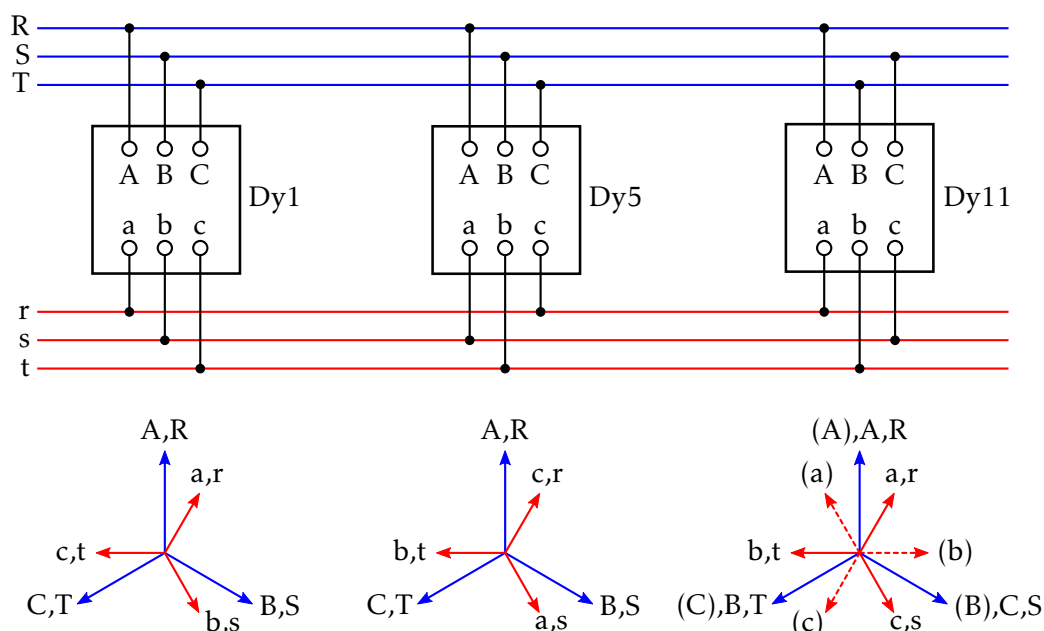 R
S
T
A B C
a b c
Dy1
A B C
a b c
Dy5
A B C
a b c
Dy11
r
s
t
A,R
a,r
c,t
C,T
B,S
b,s
A,R
c,r
b,t
C,T
B,S
a,s
(A),A,R
(a)
a,r
b,t
(b)
(C),B,T
(B),C,S
(c)
c,s